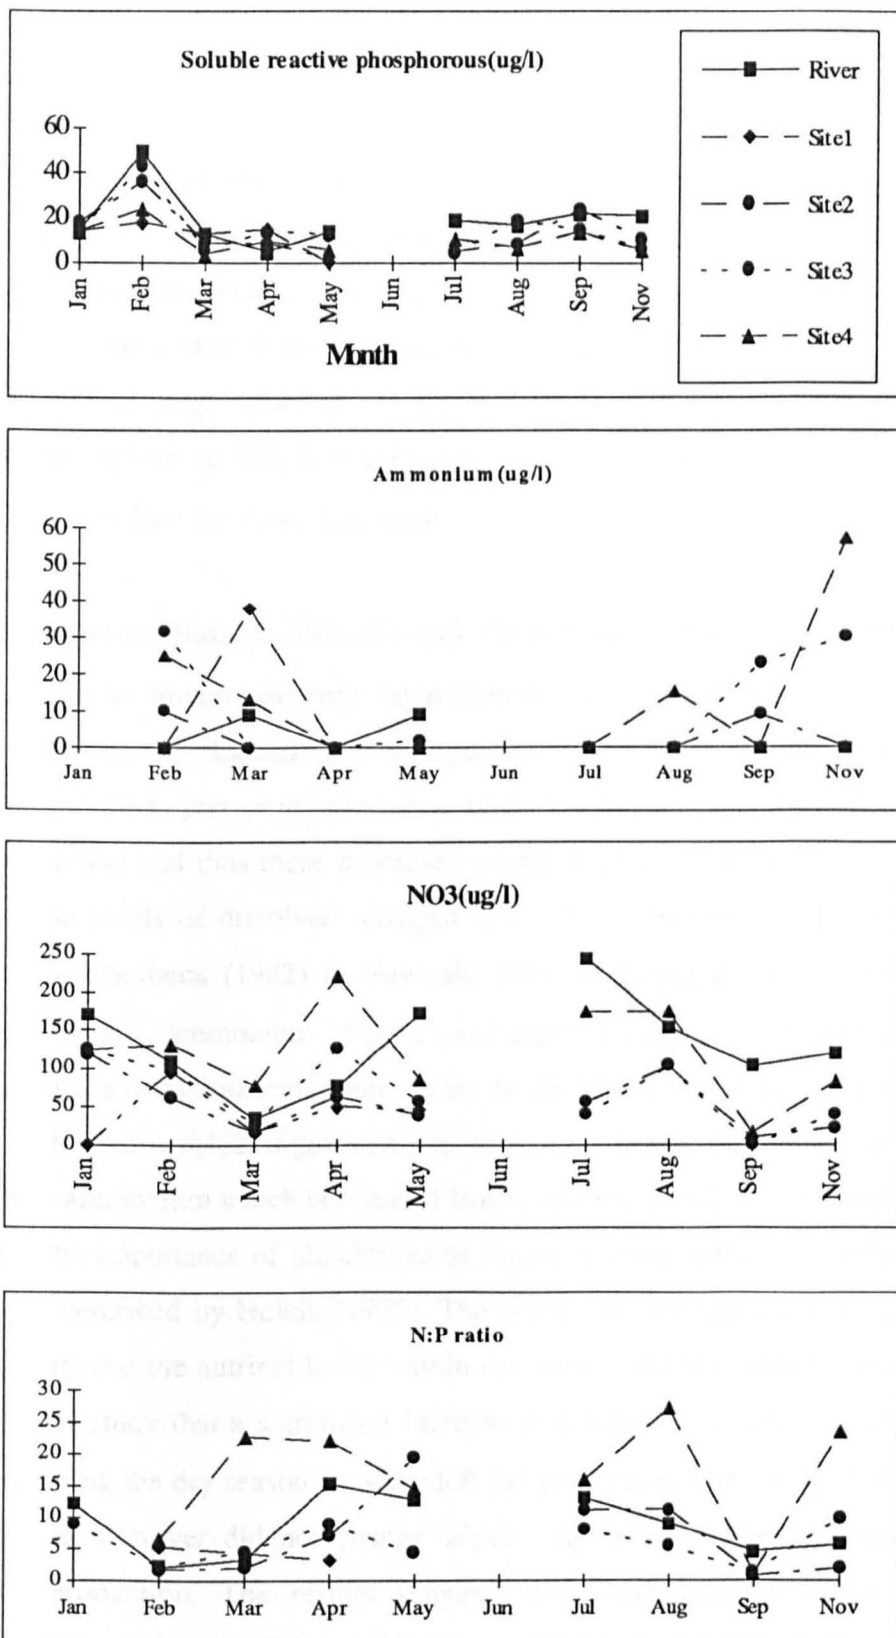 Soluble reactive phosphorous(ug/l)
River
Site1
Site2
Site3
Site4
60
40
20
0
Jan Feb Mar Apr May Jun Jul Aug Sep Nov
Month
Ammonium(ug/l)
60
50
40
30
20
10
0
Jan Feb Mar Apr May Jun Jul Aug Sep Nov
NO3(ug/l)
250
200
150
100
50
0
Jan Feb Mar Apr May Jun Jul Aug Sep Nov
N:P ratio
30
25
20
15
10
5
0
Jan Feb Mar Apr May Jun Jul Aug Sep Nov